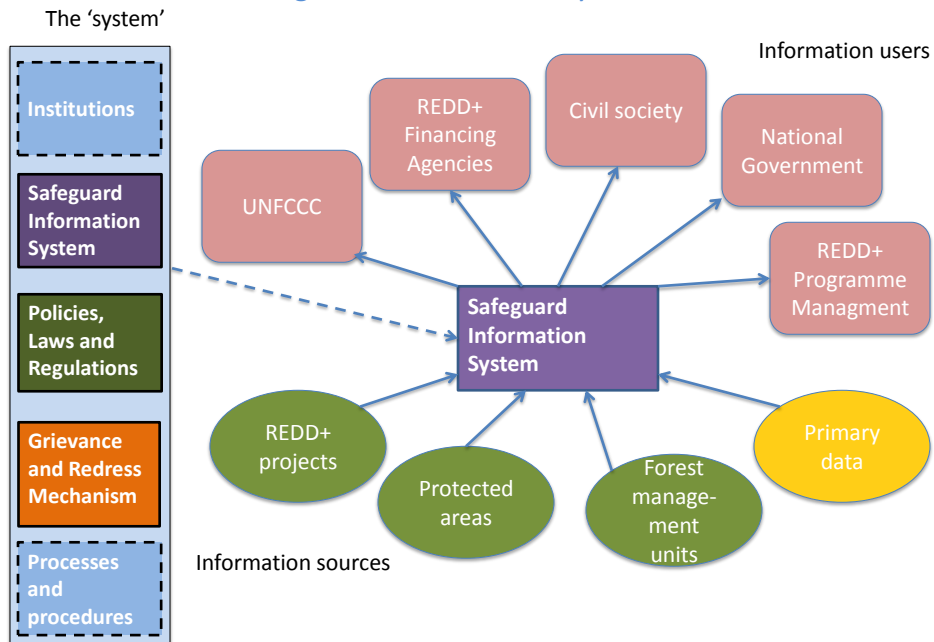 The ‘system’
Institutions
Safeguard
Information
System
Policies,
Laws and
Regulations
Grievance
and Redress
Mechanism
Processes
and
procedures
Information users
UNFCCC
REDD+
Financing
Agencies
Civil society
National
Government
REDD+
Programme
Managment
Safeguard
Information
System
REDD+
projects
Protected
areas
Forest
manage-
ment
units
Primary
data
Information sources